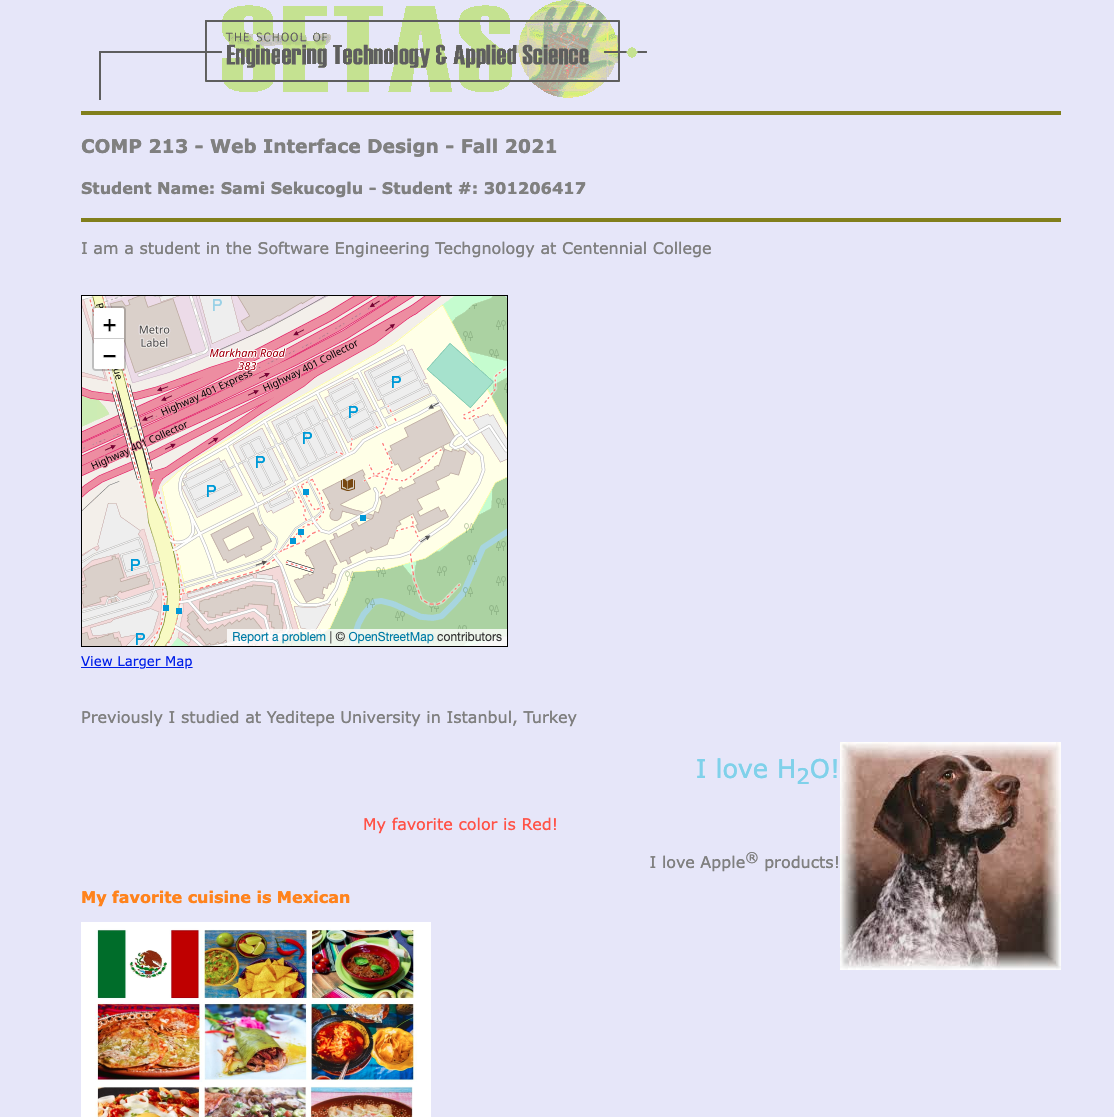 SETAS
THE SCHOOL OF
Engineering Technology & Applied Science
COMP 213 - Web Interface Design - Fall 2021
Student Name: Sami Sekucoglu - Student #: 301206417
I am a student in the Software Engineering Techgnology at Centennial College
P
+
−
Metro
Label
Markham Road
383
Highway 401 Express
Highway 401 Collector
Highway 401 Collector
P
P
P
P
P
P
P
Report a problem | © OpenStreetMap contributors
View Larger Map
Previously I studied at Yeditepe University in Istanbul, Turkey
I love H₂O!
My favorite color is Red!
I love Apple® products!
My favorite cuisine is Mexican